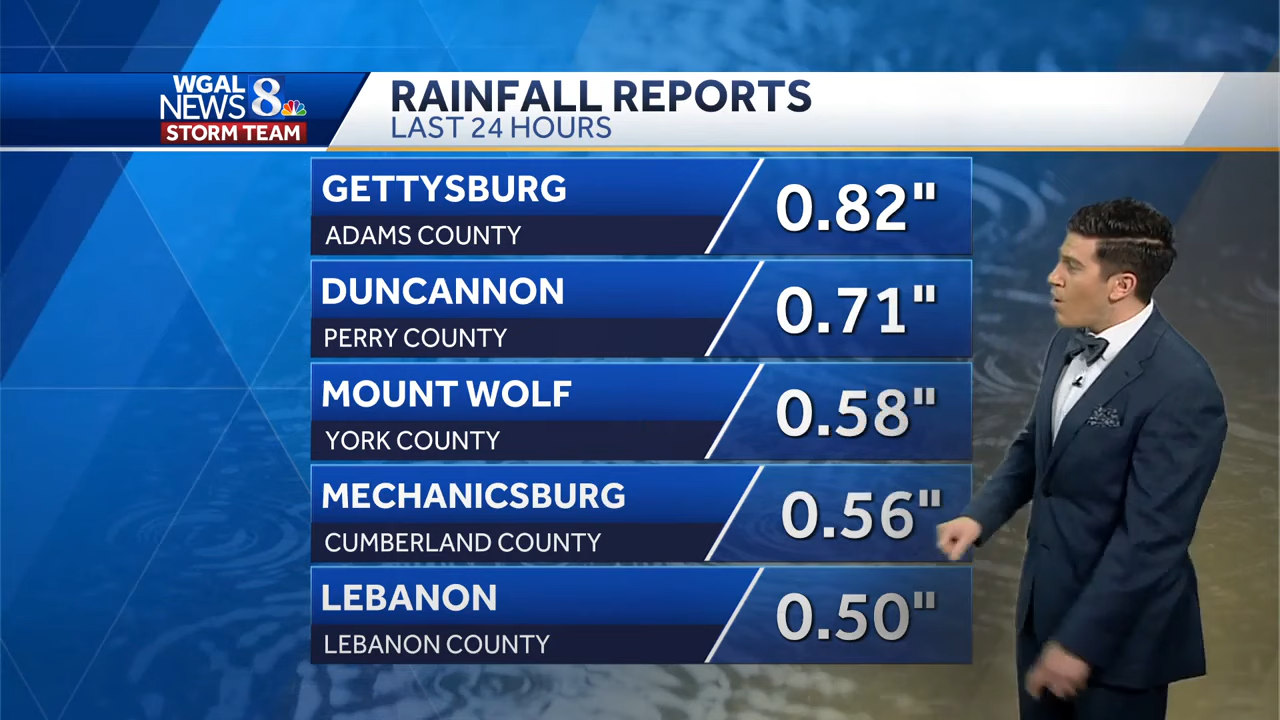 WGAL
NEWS 8
STORM TEAM
RAINFALL REPORTS
LAST 24 HOURS
GETTYSBURG
ADAMS COUNTY
0.82"
DUNCANNON
PERRY COUNTY
0.71"
MOUNT WOLF
YORK COUNTY
0.58"
MECHANICSBURG
CUMBERLAND COUNTY
0.56"
LEBANON
LEBANON COUNTY
0.50"